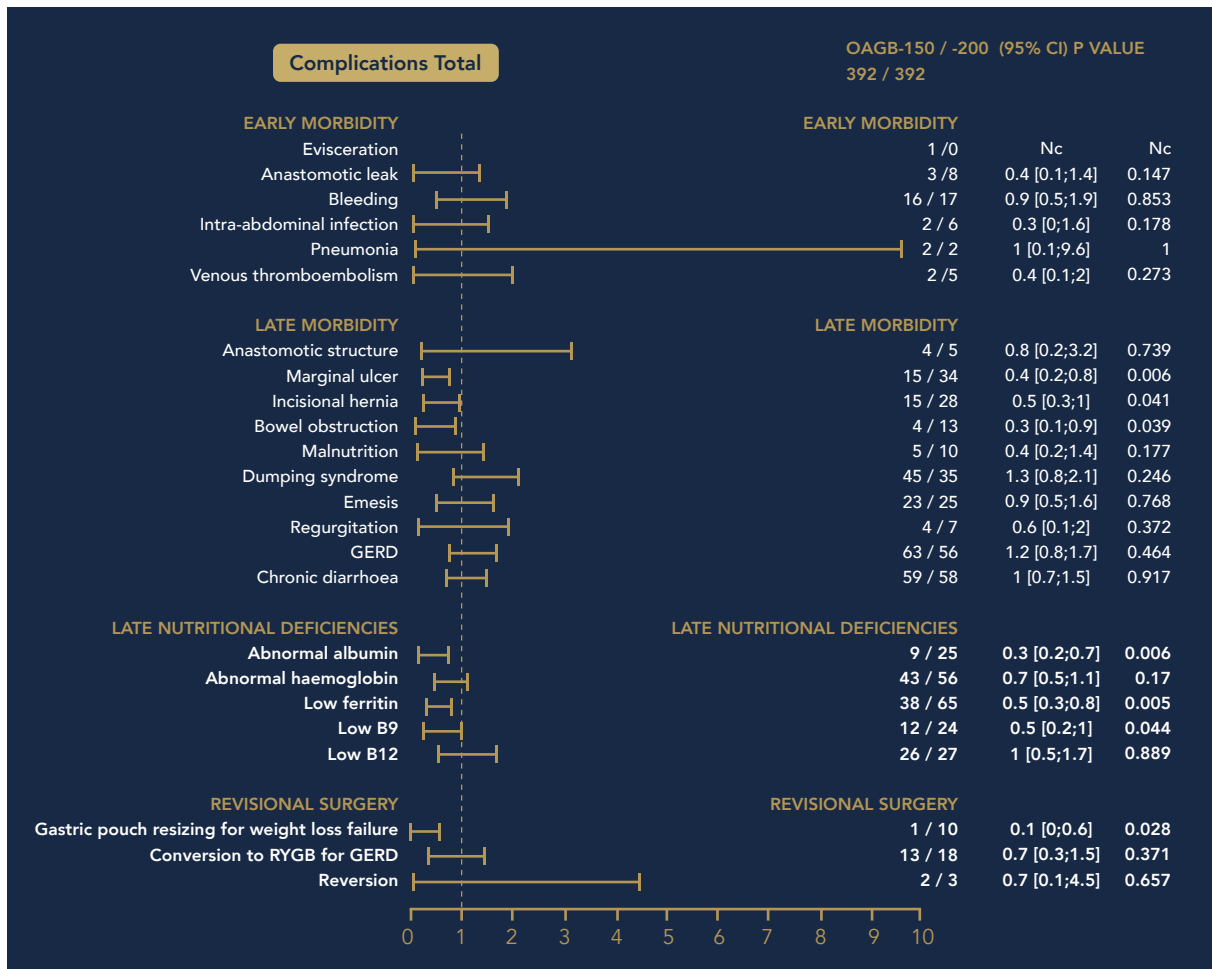 Complications Total
OAGB-150 / -200 (95% CI) P VALUE
392 / 392
EARLY MORBIDITY EARLY MORBIDITY
Evisceration 1 /0 Nc Nc
Anastomotic leak 3 /8 0.4 [0.1;1.4] 0.147
Bleeding 16 / 17 0.9 [0.5;1.9] 0.853
Intra-abdominal infection 2 / 6 0.3 [0;1.6] 0.178
Pneumonia 2 / 2 1 [0.1;9.6] 1
Venous thromboembolism 2 /5 0.4 [0.1;2] 0.273
LATE MORBIDITY LATE MORBIDITY
Anastomotic structure 4 / 5 0.8 [0.2;3.2] 0.739
Marginal ulcer 15 / 34 0.4 [0.2;0.8] 0.006
Incisional hernia 15 / 28 0.5 [0.3;1] 0.041
Bowel obstruction 4 / 13 0.3 [0.1;0.9] 0.039
Malnutrition 5 / 10 0.4 [0.2;1.4] 0.177
Dumping syndrome 45 / 35 1.3 [0.8;2.1] 0.246
Emesis 23 / 25 0.9 [0.5;1.6] 0.768
Regurgitation 4 / 7 0.6 [0.1;2] 0.372
GERD 63 / 56 1.2 [0.8;1.7] 0.464
Chronic diarrhoea 59 / 58 1 [0.7;1.5] 0.917
LATE NUTRITIONAL DEFICIENCIES LATE NUTRITIONAL DEFICIENCIES
Abnormal albumin 9 / 25 0.3 [0.2;0.7] 0.006
Abnormal haemoglobin 43 / 56 0.7 [0.5;1.1] 0.17
Low ferritin 38 / 65 0.5 [0.3;0.8] 0.005
Low B9 12 / 24 0.5 [0.2;1] 0.044
Low B12 26 / 27 1 [0.5;1.7] 0.889
REVISIONAL SURGERY REVISIONAL SURGERY
Gastric pouch resizing for weight loss failure 1 / 10 0.1 [0;0.6] 0.028
Conversion to RYGB for GERD 13 / 18 0.7 [0.3;1.5] 0.371
Reversion 2 / 3 0.7 [0.1;4.5] 0.657
0 1 2 3 4 5 6 7 8 9 10